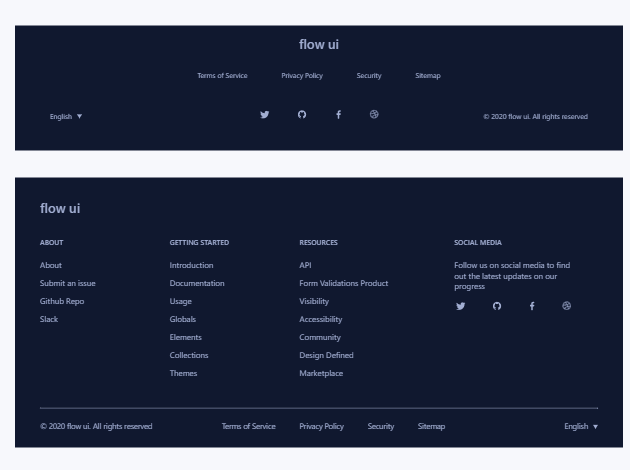 flow ui
Terms of Service Privacy Policy Security Sitemap
English © 2020 flow ui. All rights reserved
flow ui
ABOUT GETTING STARTED RESOURCES SOCIAL MEDIA
About Introduction API Follow us on social media to find
out the latest updates on our
progress
Submit an issue Documentation Form Validations Product
Github Repo Usage Visibility
Slack Globals Accessibility
Elements Community
Collections Design Defined
Themes Marketplace
© 2020 flow ui. All rights reserved Terms of Service Privacy Policy Security Sitemap English